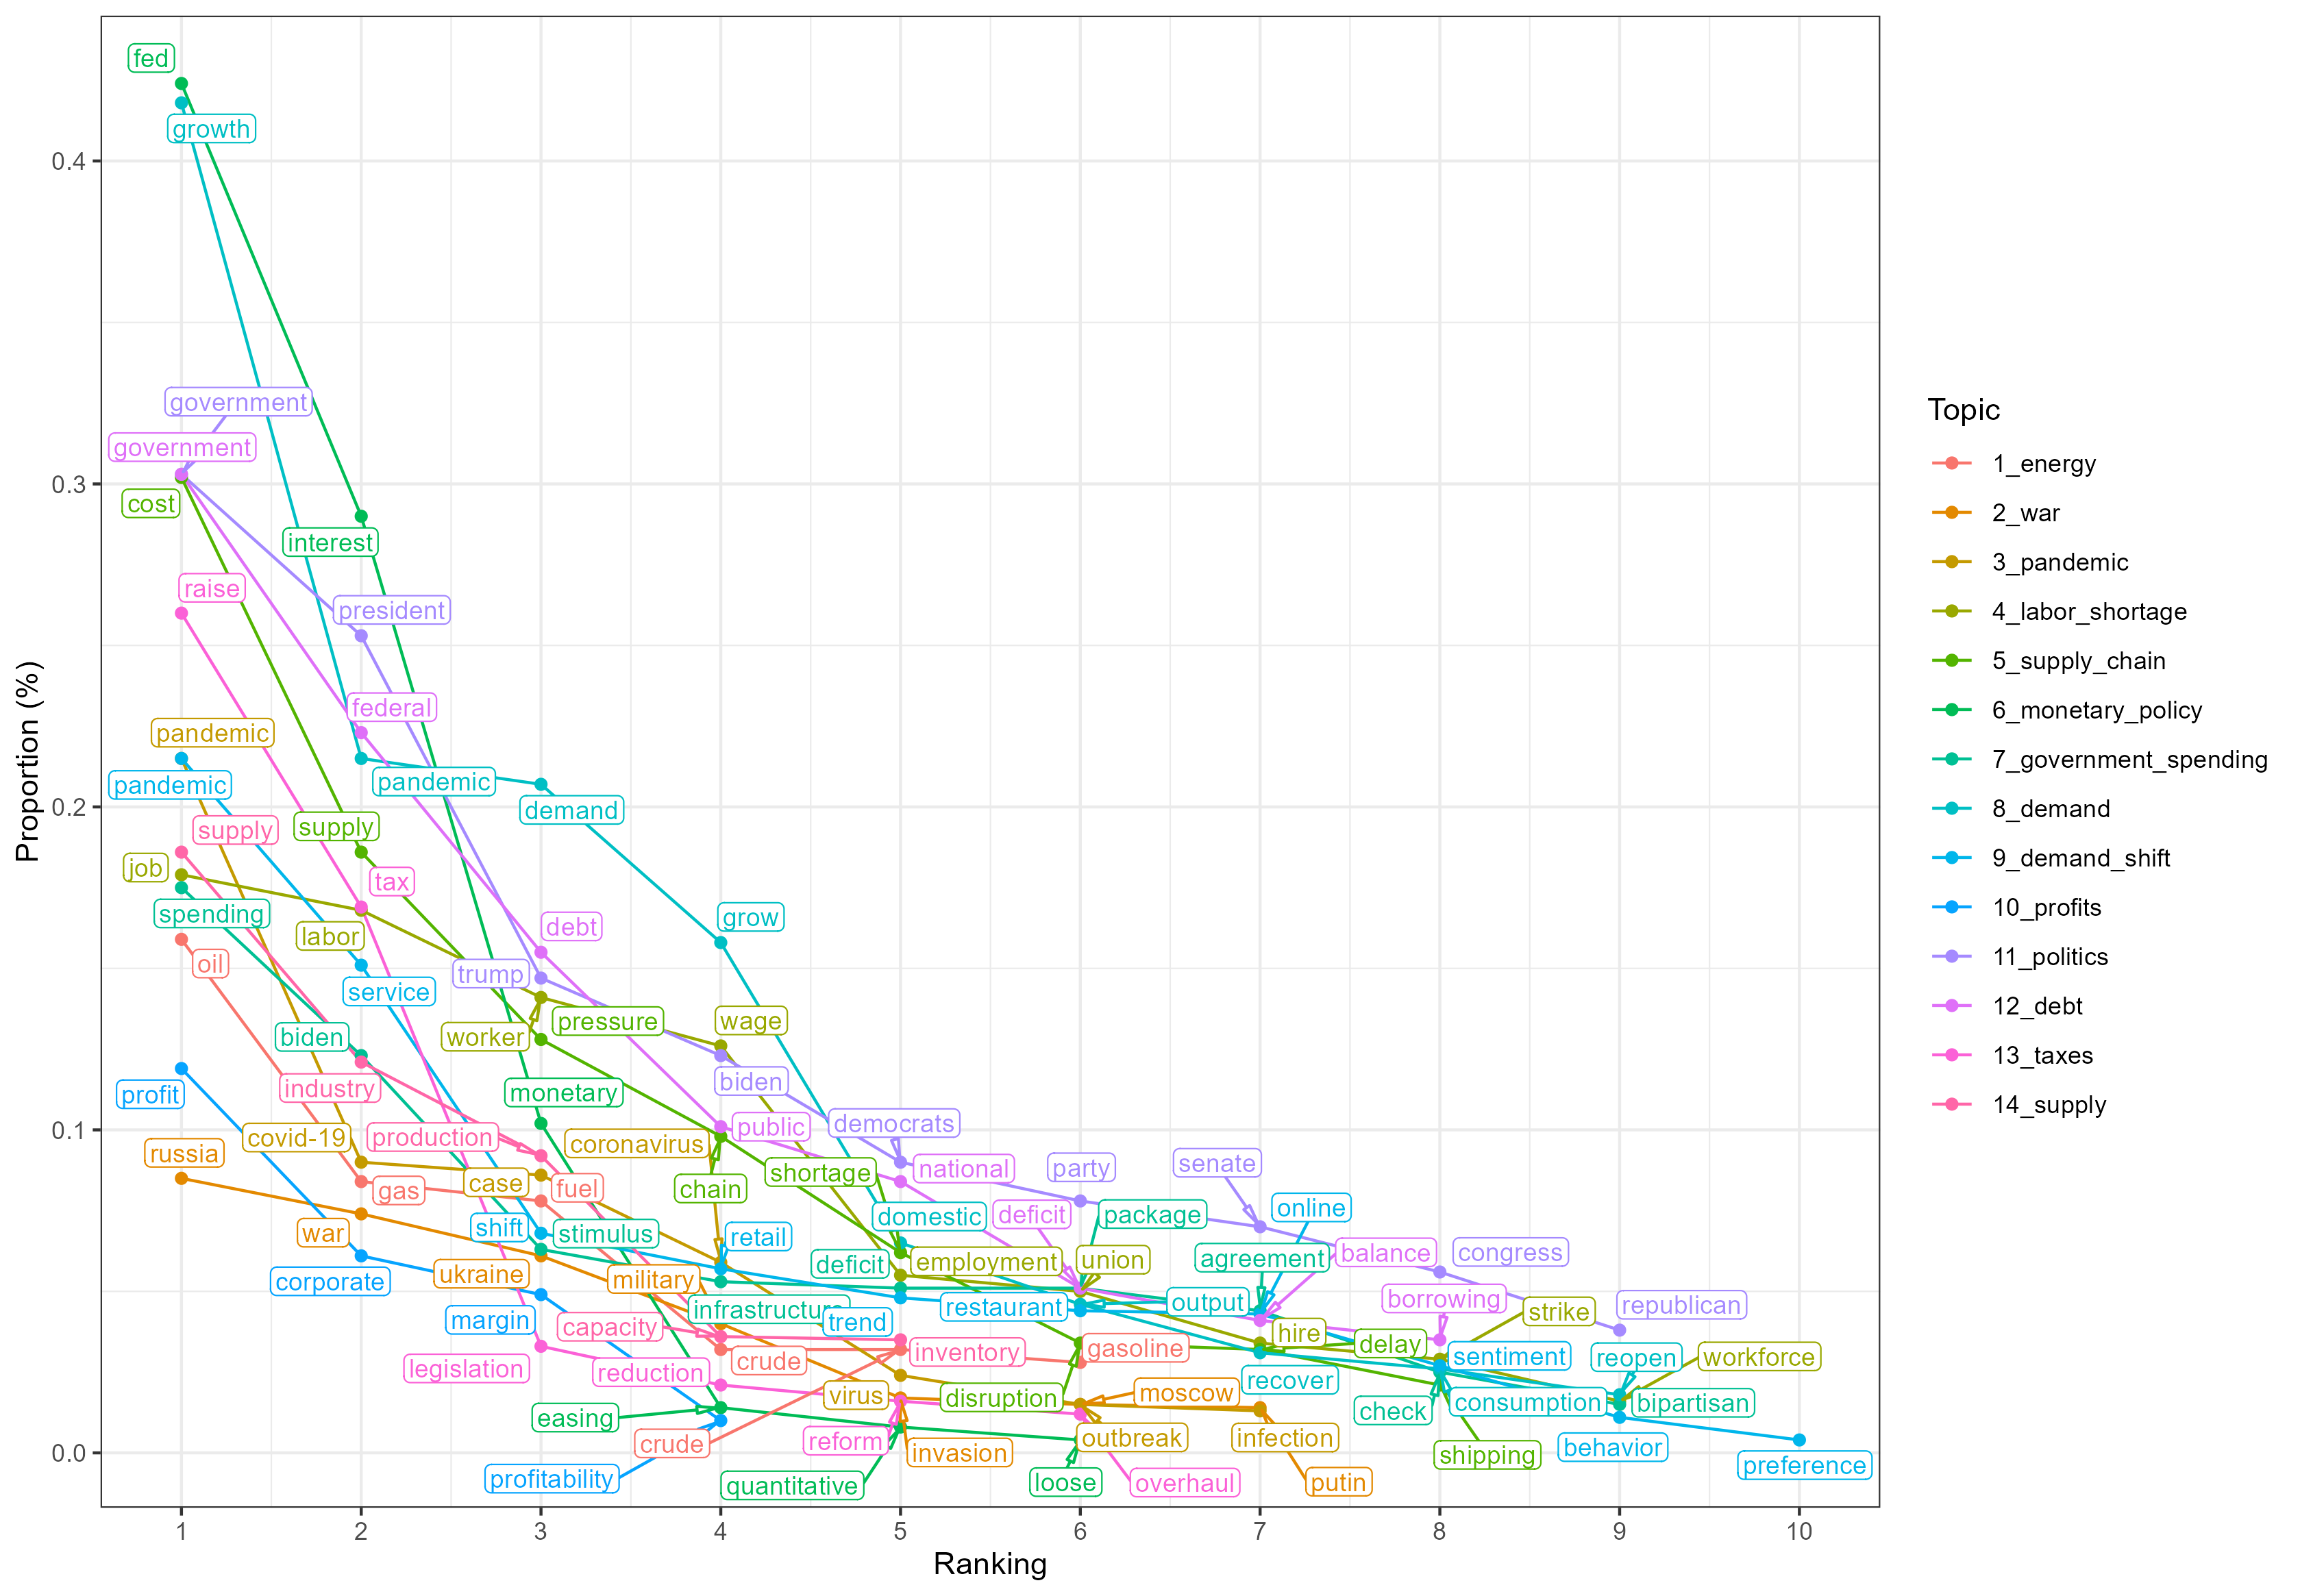 fed
growth
0.4
government
government
0.3
cost
interest
raise
president
federal
pandemic
pandemic
pandemic
demand
0.2
supply
supply
job
tax
spending
grow
labor
debt
oil
trump
service
pressure
wage
biden
worker
industry
monetary
biden
profit
0.1
democrats
public
covid-19
production
coronavirus
russia
national
party
senate
shortage
case
fuel
gas
chain
online
package
deficit
domestic
war
shift
stimulus
retail
agreement
balance
congress
deficit
employment
union
corporate
ukraine
military
borrowing
output
republican
infrastructure
restaurant
strike
margin
trend
capacity
hire
delay
gasoline
inventory
crude
sentiment
reopen
workforce
legislation
reduction
recover
virus
disruption
moscow
consumption
bipartisan
check
easing
reform
outbreak
infection
crude
behavior
0.0
invasion
shipping
preference
profitability
quantitative
loose
overhaul
putin
1 2 3 4 5 6 7 8 9 10
Ranking
Proportion (%)
Topic
1_energy
2_war
3_pandemic
4_labor_shortage
5_supply_chain
6_monetary_policy
7_government_spending
8_demand
9_demand_shift
10_profits
11_politics
12_debt
13_taxes
14_supply